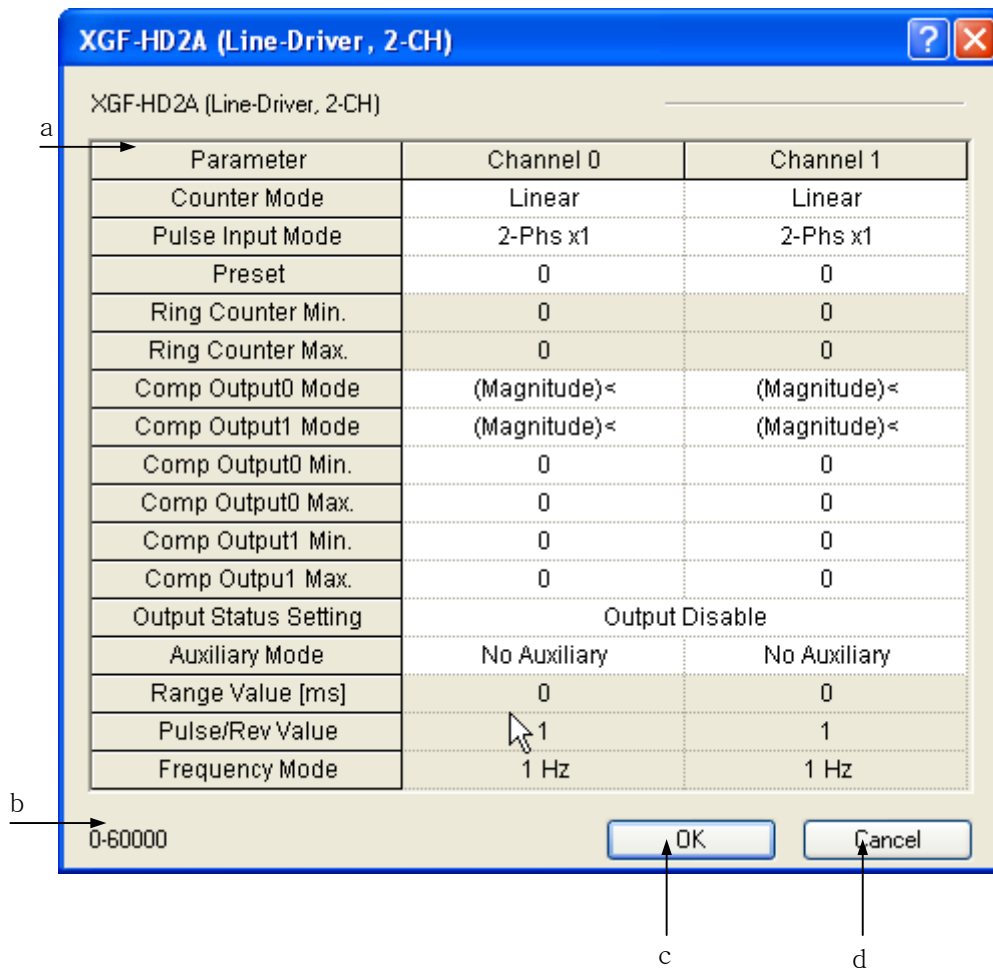 XGF-HD2A (Line-Driver, 2-CH)
XGF-HD2A (Line-Driver, 2-CH)
a
Parameter Channel 0 Channel 1
Counter Mode Linear Linear
Pulse Input Mode 2-Phs x1 2-Phs x1
Preset 0 0
Ring Counter Min. 0 0
Ring Counter Max. 0 0
Comp Output0 Mode (Magnitude)< (Magnitude)<
Comp Output1 Mode (Magnitude)< (Magnitude)<
Comp Output0 Min. 0 0
Comp Output0 Max. 0 0
Comp Output1 Min. 0 0
Comp Outpu1 Max. 0 0
Output Status Setting Output Disable
Auxiliary Mode No Auxiliary No Auxiliary
Range Value [ms] 0 0
Pulse/Rev Value 1 1
Frequency Mode 1 Hz 1 Hz
b
0-60000 OK Cancel
c d